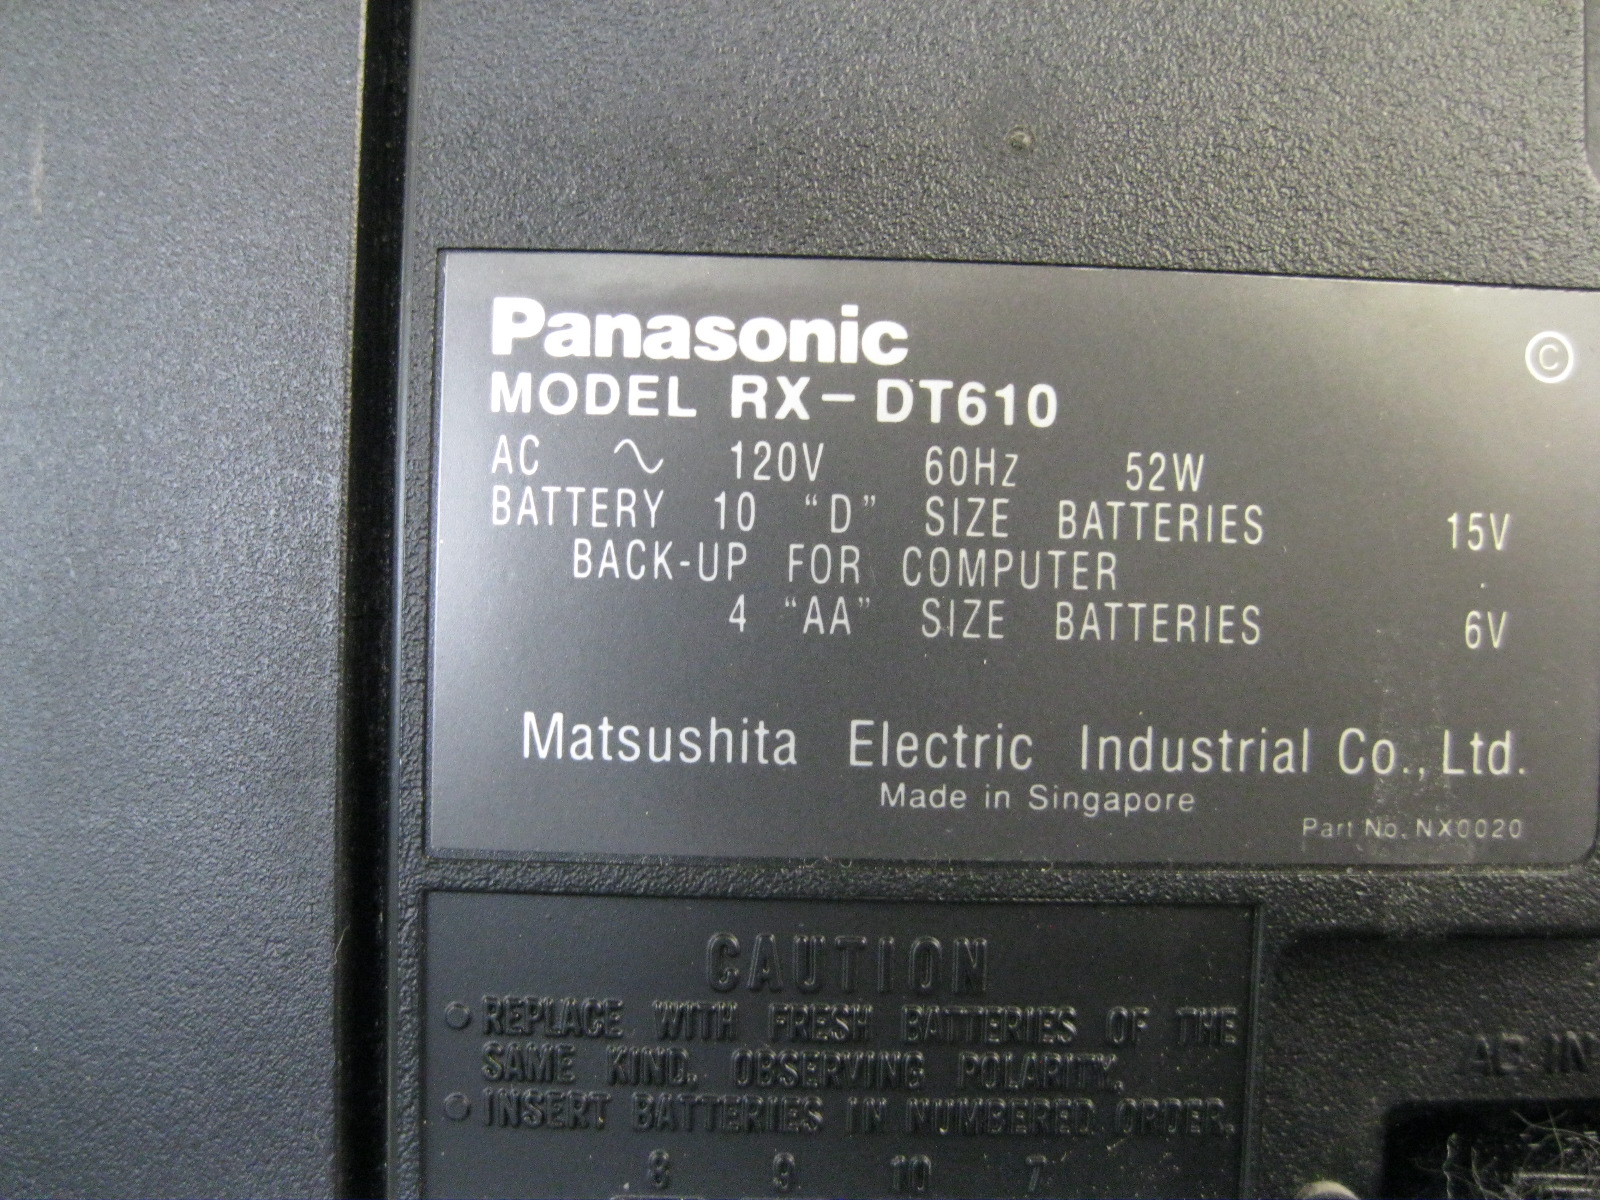 Panasonic
©
MODEL RX-DT610
AC ∿ 120V 60Hz 52W
BATTERY 10 “D” SIZE BATTERIES 15V
BACK-UP FOR COMPUTER
4 “AA” SIZE BATTERIES 6V
Matsushita Electric Industrial Co., Ltd.
Made in Singapore
Part No. NX0020
CAUTION
○ REPLACE WITH FRESH BATTERIES OF THE
SAME KIND. OBSERVING POLARITY.
○ INSERT BATTERIES IN NUMBERED ORDER.
8 9 10 7
AC IN